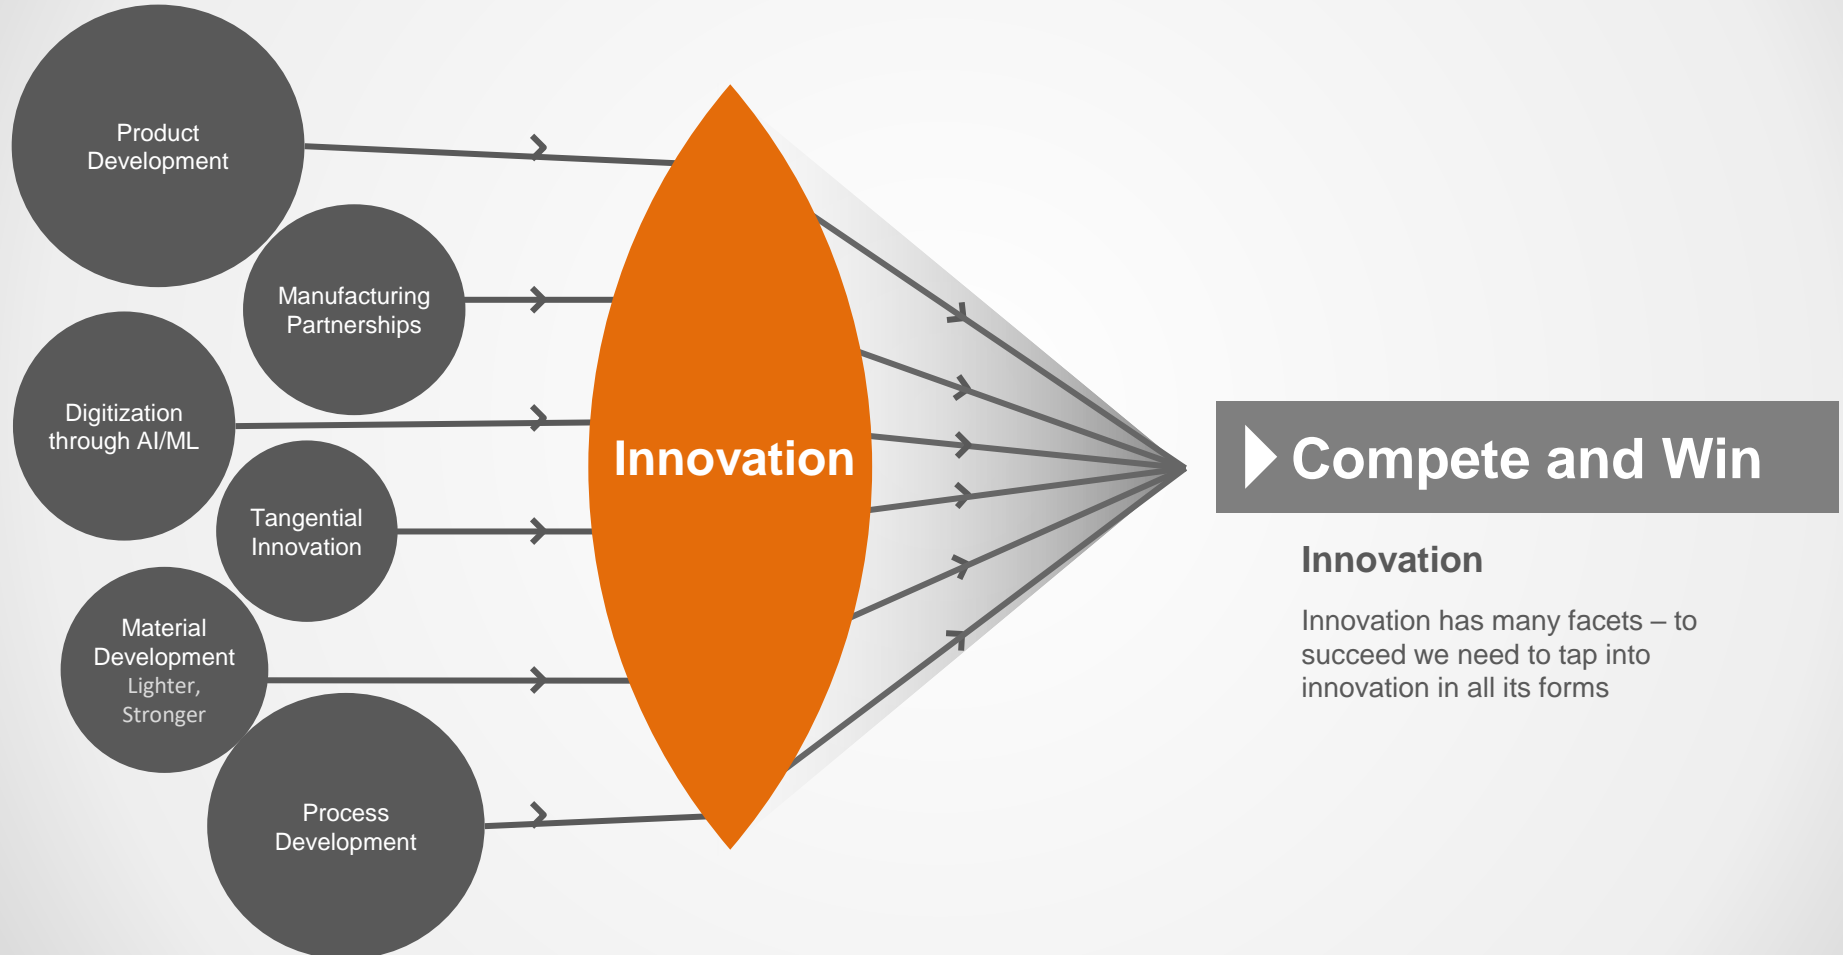 Product
Development
Manufacturing
Partnerships
Digitization
through AI/ML
Tangential
Innovation
Material
Development
Lighter,
Stronger
Process
Development
Innovation
Compete and Win
Innovation
Innovation has many facets – to
succeed we need to tap into
innovation in all its forms